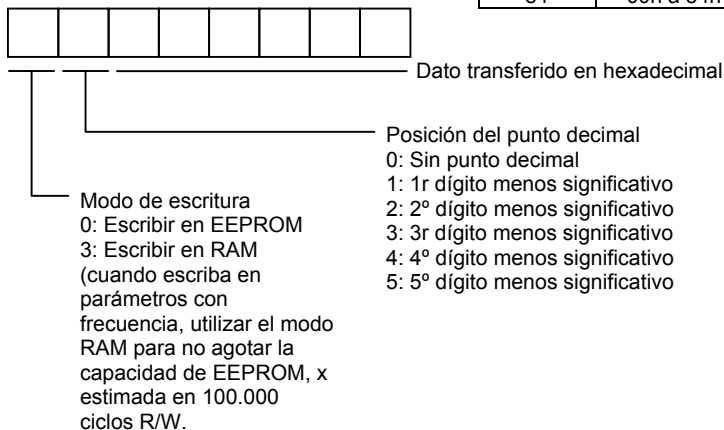 Dato transferido en hexadecimal
Posición del punto decimal
0: Sin punto decimal
1: 1r dígito menos significativo
2: 2º dígito menos significativo
3: 3r dígito menos significativo
4: 4º dígito menos significativo
5: 5º dígito menos significativo
Modo de escritura
0: Escribir en EEPROM
3: Escribir en RAM
(cuando escriba en
parámetros con
frecuencia, utilizar el modo
RAM para no agotar la
capacidad de EEPROM, x
estimada en 100.000
ciclos R/W.